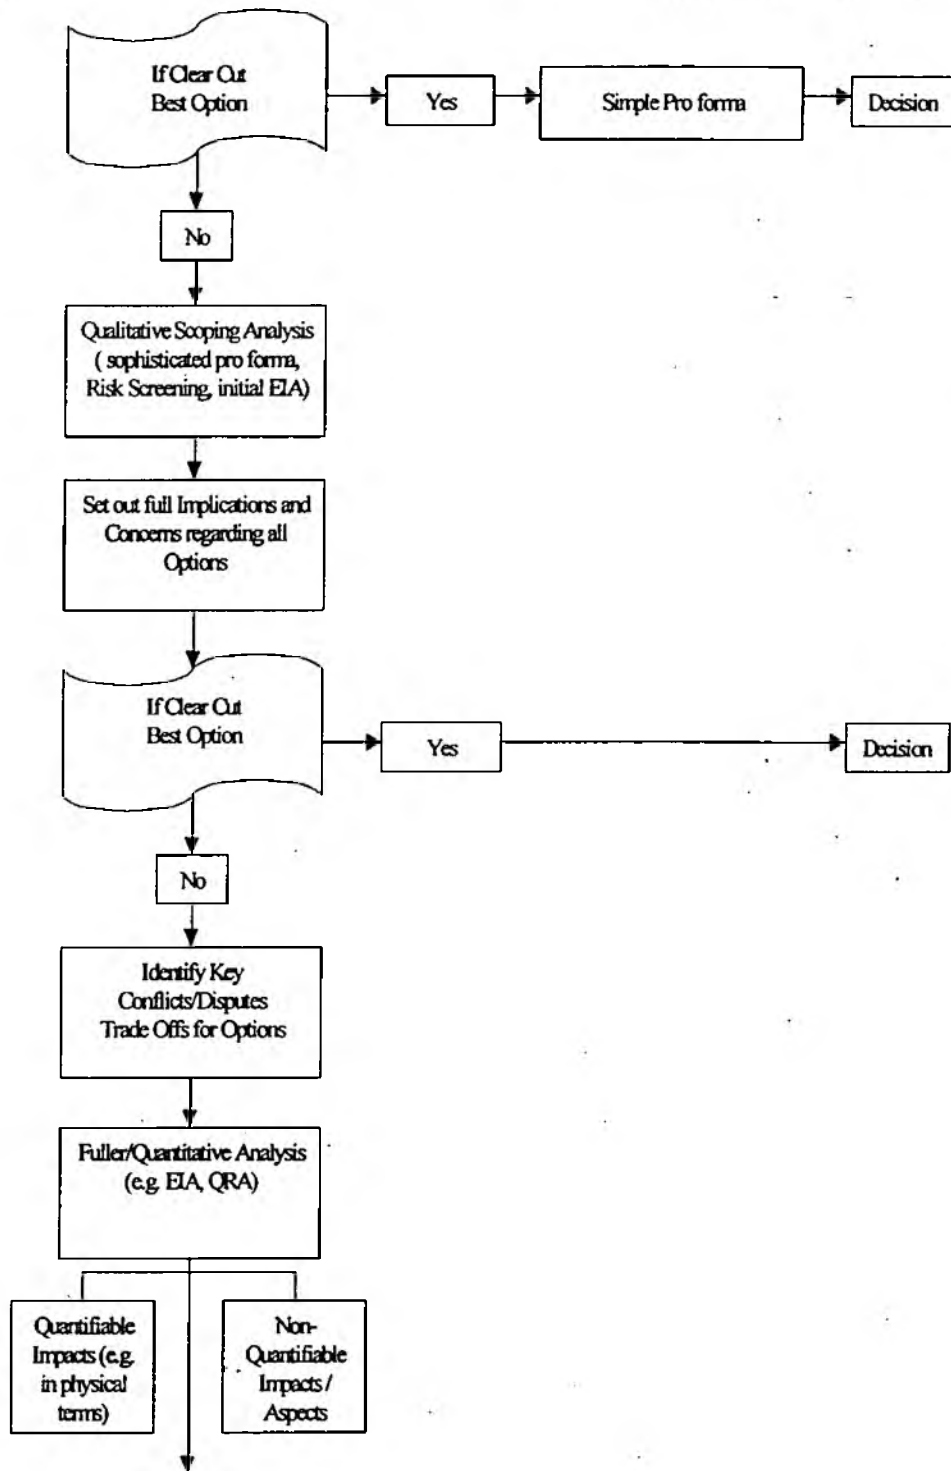 If Clear Cut
Best Option
Yes
Simple Pro forma
Decision
No
Qualitative Scoping Analysis
( sophisticated pro forma,
Risk Screening, initial EIA)
Set out full Implications and
Concerns regarding all
Options
If Clear Cut
Best Option
Yes
Decision
No
Identify Key
Conflicts/Disputes
Trade Offs for Options
Fuller/Quantitative Analysis
(e.g. EIA, QRA)
Quantifiable
Impacts (e.g.
in physical
terms)
Non-
Quantifiable
Impacts /
Aspects